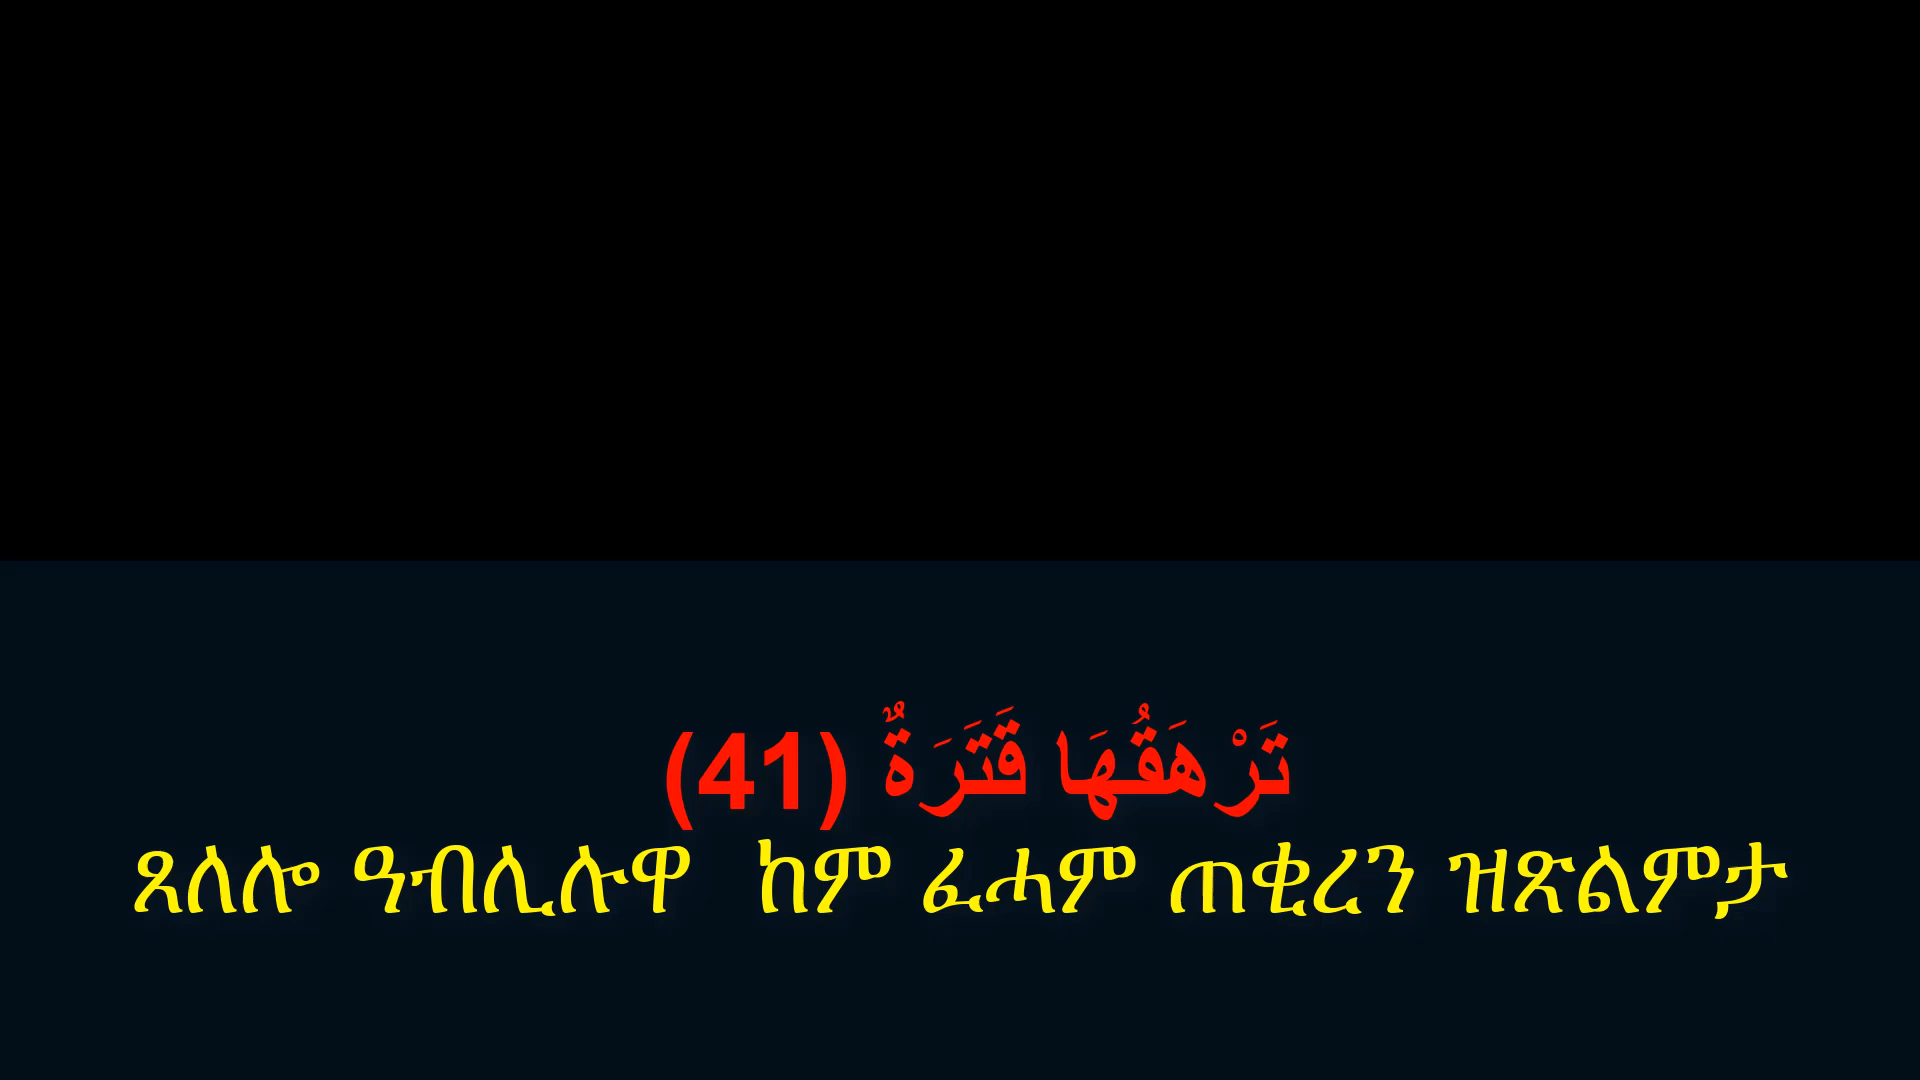 تَرْهَقُهَا قَتَرَةٌ (41)
ጸለሎ ዓብሊሉዋ ከም ፈሓም ጠቂረን ዝጽልምታ